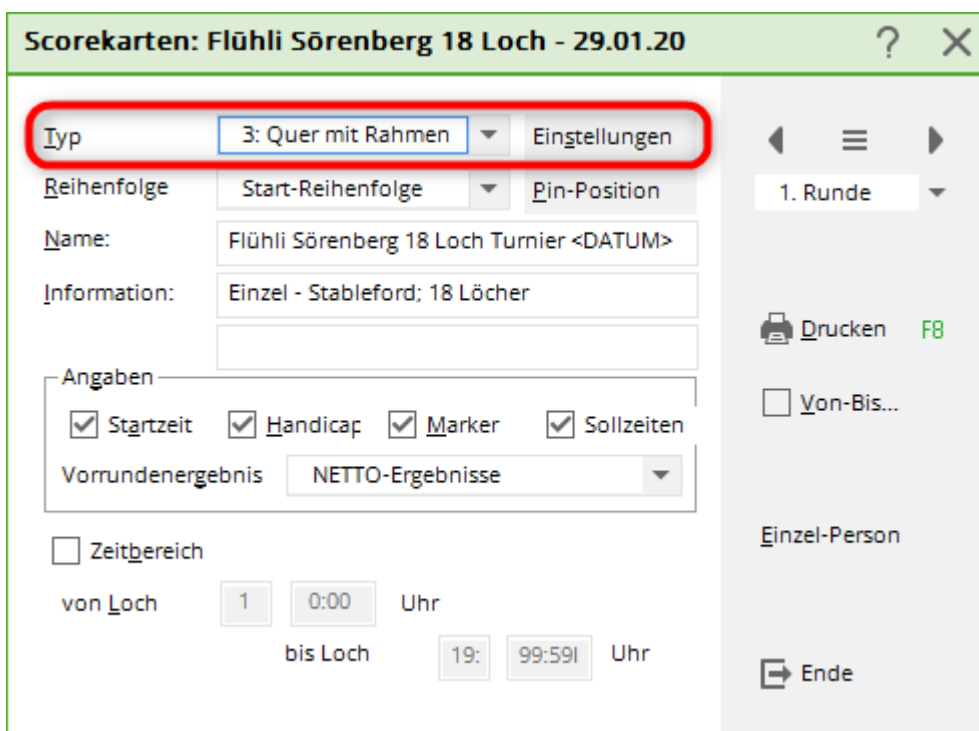 Scorekarten: Flühli Sörenberg 18 Loch - 29.01.20
Typ 3: Quer mit Rahmen Einstellungen
Reihenfolge Start-Reihenfolge Pin-Position 1. Runde
Name: Flühli Sörenberg 18 Loch Turnier <DATUM>
Information: Einzel - Stableford; 18 Löcher
Drucken F8
Angaben
Von-Bis...
Startzeit Handicap Marker Sollzeiten
Vorrundenergebnis NETTO-Ergebnisse
Einzel-Person
Zeitbereich
von Loch 1 0:00 Uhr
bis Loch 19: 99:59 Uhr
Ende